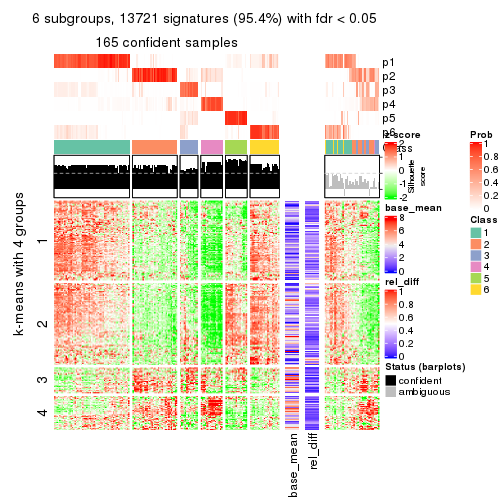 6 subgroups, 13721 signatures (95.4%) with fdr < 0.05
165 confident samples
p1
p2
p3
p4
p5
p6
Class
z-score
2
1
0
-1
-2
Silhouette
score
Prob
1
0.8
0.6
0.4
0.2
0
base_mean
8
6
4
2
0
Class
1
2
3
4
5
6
rel_diff
1
0.8
0.6
0.4
0.2
0
Status (barplots)
confident
ambiguous
k-means with 4 groups
1
2
3
4
base_mean
rel_diff